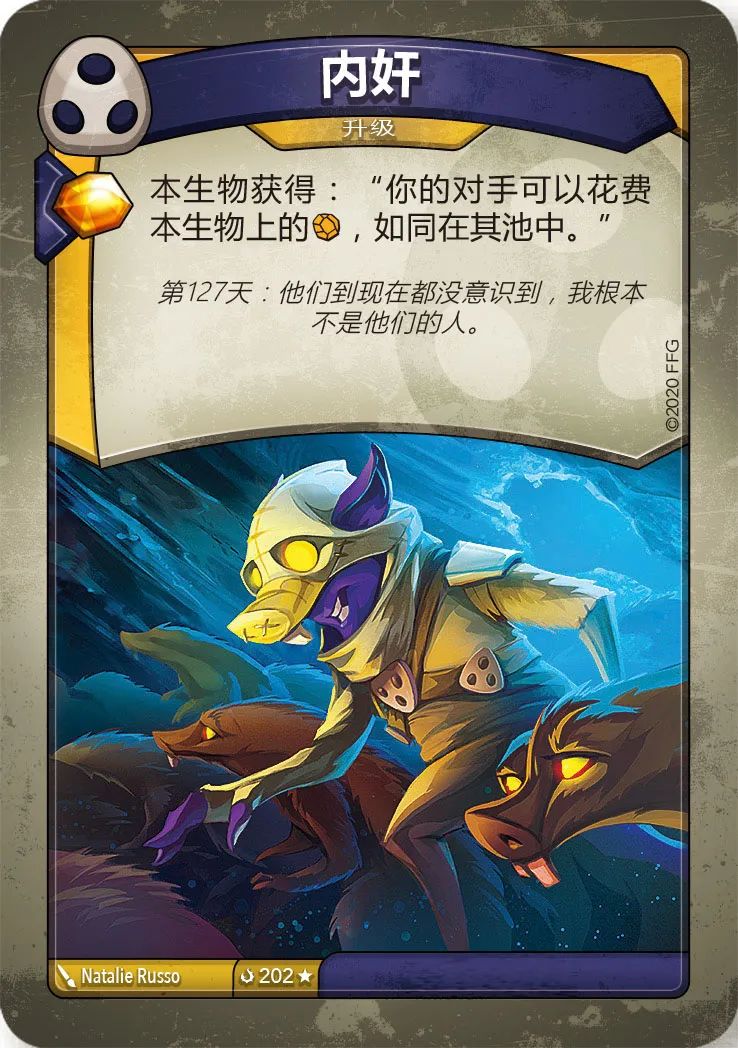 内奸
升级
本生物获得：“你的对手可以花费
本生物上的，如同在其池中。”
第127天：他们到现在都没意识到，我根本
不是他们的人。
©2020 FFG
Natalie Russo
202